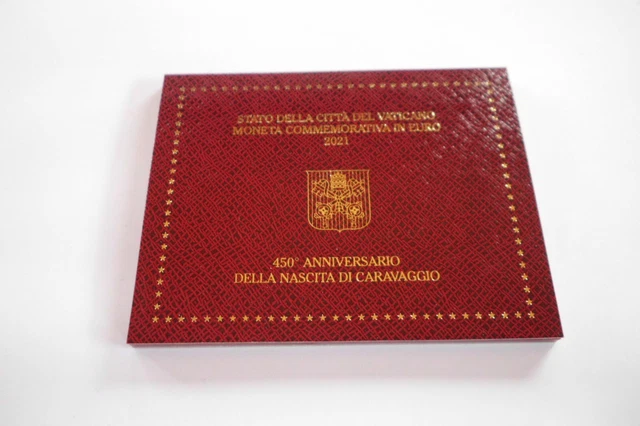 STATO DELLA CITTÀ DEL VATICANO
MONETA COMMEMORATIVA IN EURO
2021
450° ANNIVERSARIO
DELLA NASCITA DI CARAVAGGIO